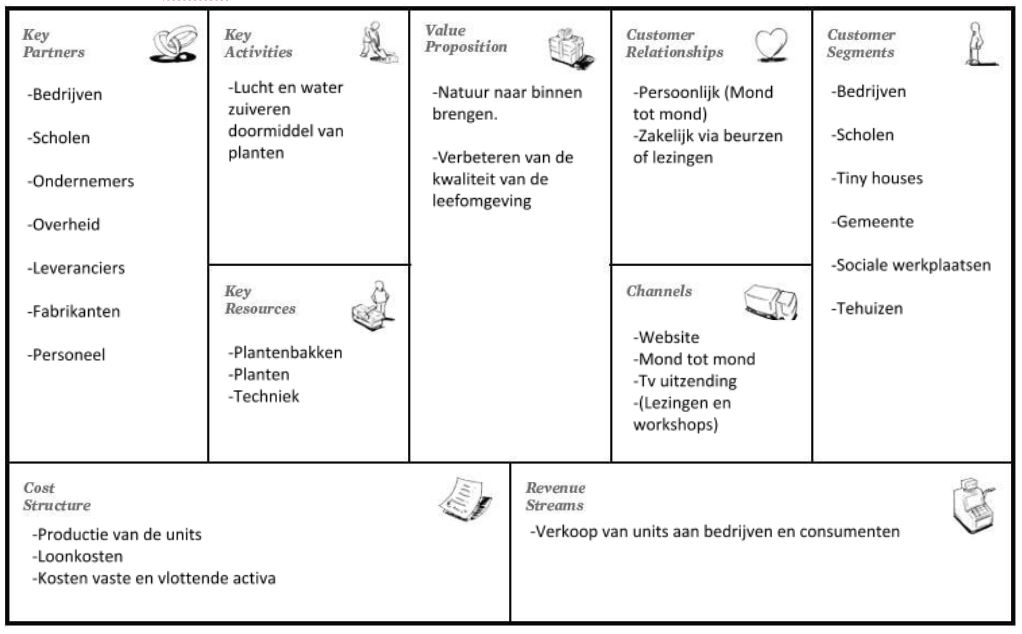 Key
Partners
-Bedrijven
-Scholen
-Ondernemers
-Overheid
-Leveranciers
-Fabrikanten
-Personeel
Key
Activities
-Lucht en water
zuiveren
doormiddel van
planten
Key
Resources
-Plantenbakken
-Planten
-Techniek
Value
Proposition
-Natuur naar binnen
brengen.
-Verbeteren van de
kwaliteit van de
leefomgeving
Customer
Relationships
-Persoonlijk (Mond
tot mond)
-Zakelijk via beurzen
of lezingen
Channels
-Website
-Mond tot mond
-Tv uitzending
-(Lezingen en
workshops)
Customer
Segments
-Bedrijven
-Scholen
-Tiny houses
-Gemeente
-Sociale werkplaatsen
-Tehuizen
Cost
Structure
-Productie van de units
-Loonkosten
-Kosten vaste en vlottende activa
Revenue
Streams
-Verkoop van units aan bedrijven en consumenten